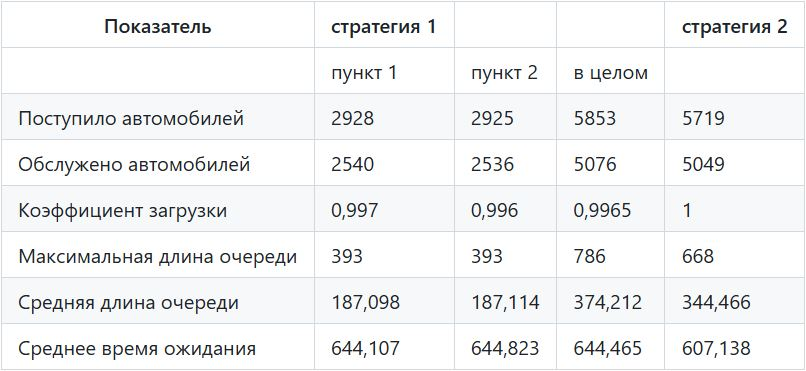 Показатель стратегия 1 стратегия 2
пункт 1 пункт 2 в целом
Поступило автомобилей 2928 2925 5853 5719
Обслужено автомобилей 2540 2536 5076 5049
Коэффициент загрузки 0,997 0,996 0,9965 1
Максимальная длина очереди 393 393 786 668
Средняя длина очереди 187,098 187,114 374,212 344,466
Среднее время ожидания 644,107 644,823 644,465 607,138